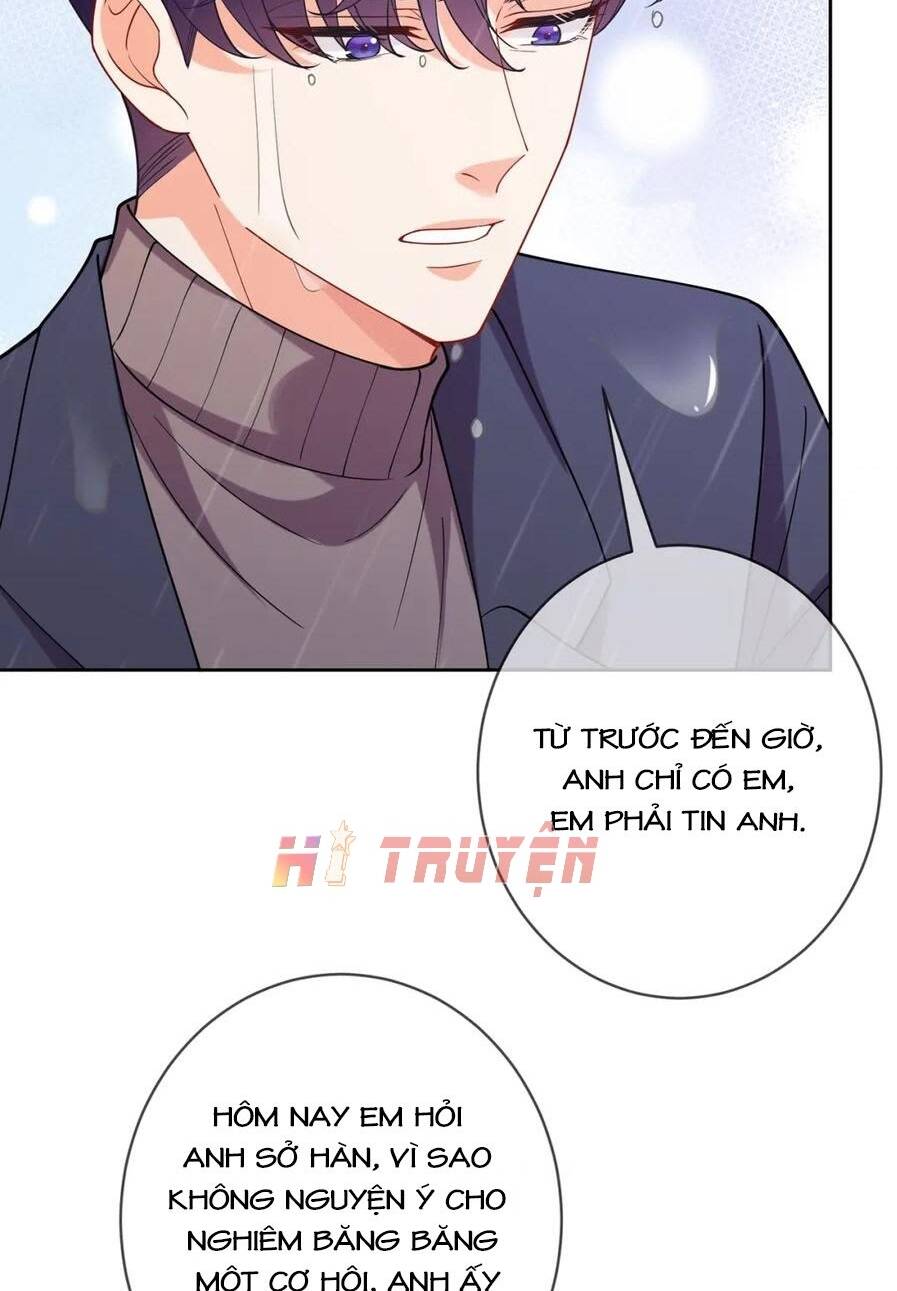 TỪ TRƯỚC ĐẾN GIỜ,
ANH CHỈ CÓ EM,
EM PHẢI TIN ANH.
HI TRUYỆN
HÔM NAY EM HỎI
ANH SỞ HÀN, VÌ SAO
KHÔNG NGUYỆN Ý CHO
NGHIÊM BĂNG BĂNG
MỘT CƠ HỘI. ANH ẤY